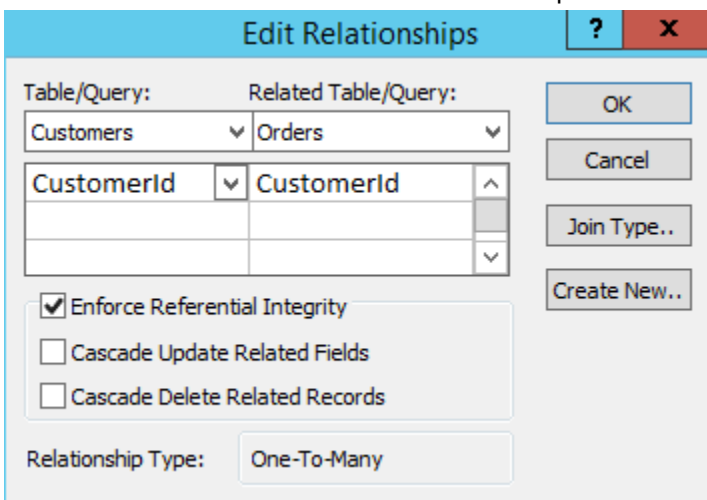 Edit Relationships ? x
Table/Query: Related Table/Query:
Customers Orders
CustomerId CustomerId
Enforce Referential Integrity
Cascade Update Related Fields
Cascade Delete Related Records
Relationship Type: One-To-Many
OK
Cancel
Join Type..
Create New..